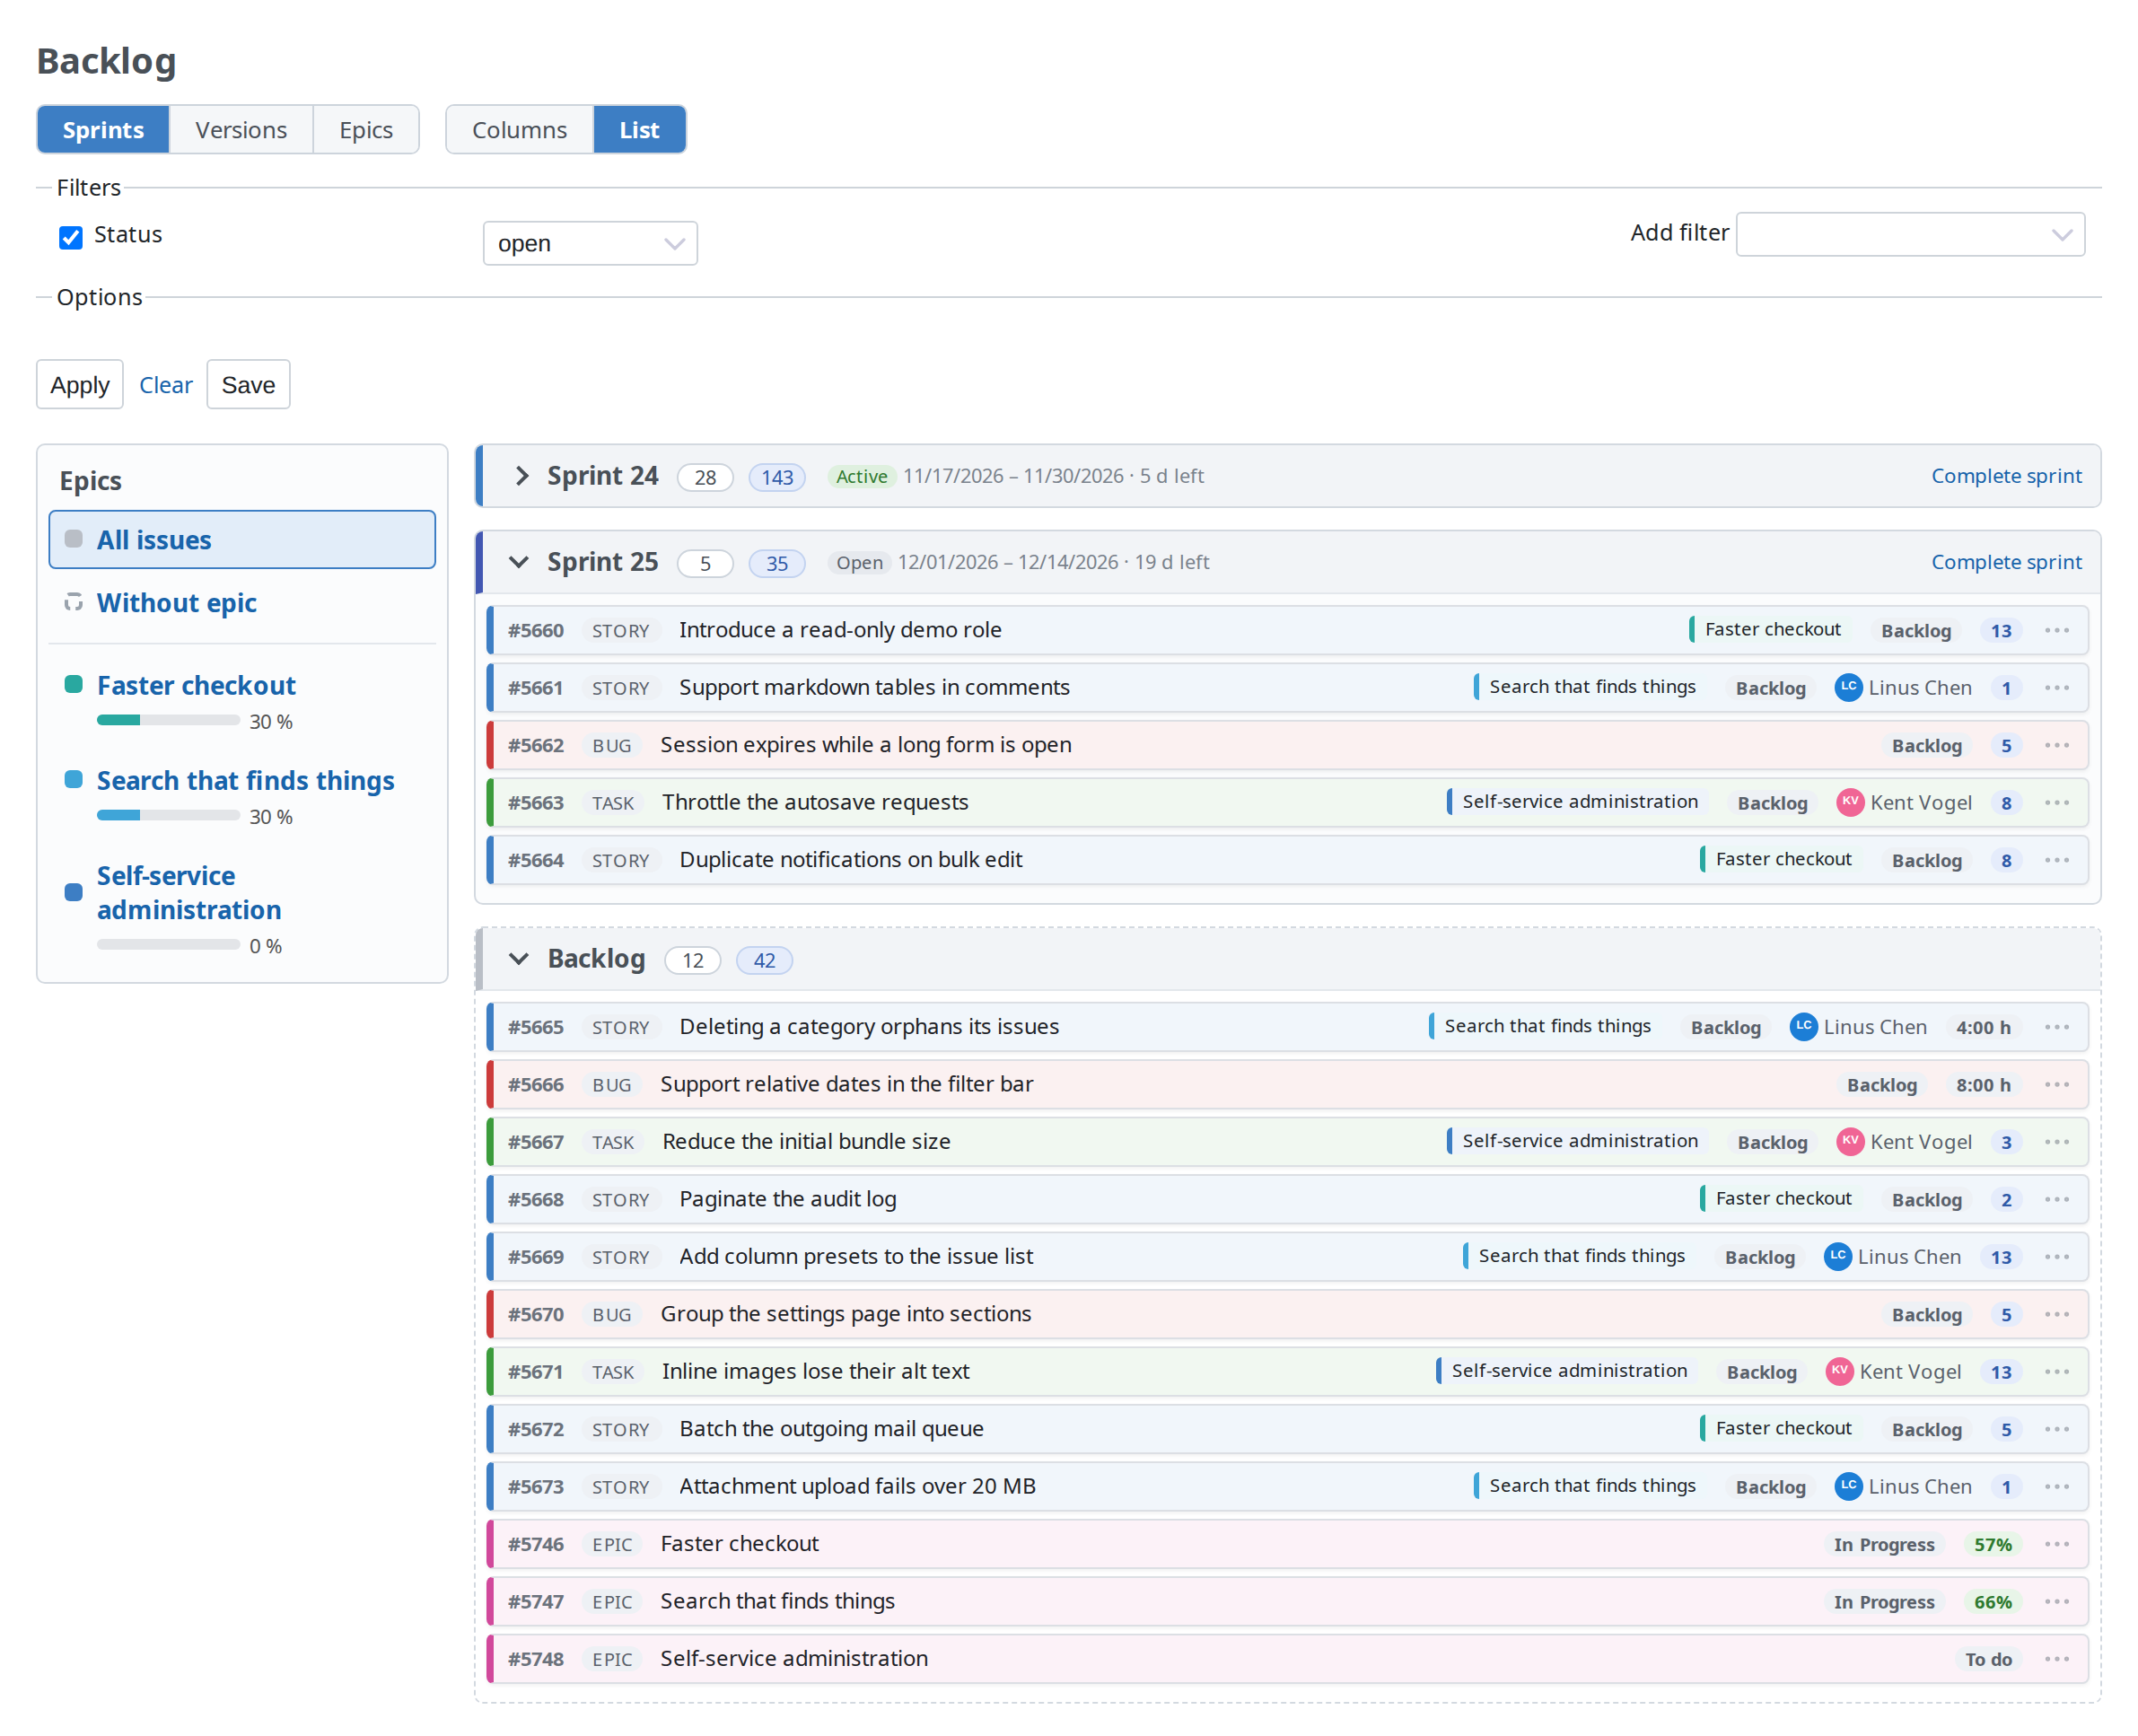 Backlog
Sprints Versions Epics Columns List
Filters
Status open Add filter
Options
Apply Clear Save
Epics
All issues
Without epic
Faster checkout
30 %
Search that finds things
30 %
Self-service
administration
0 %
Sprint 24 28 143 Active 11/17/2026 – 11/30/2026 · 5 d left Complete sprint
Sprint 25 5 35 Open 12/01/2026 – 12/14/2026 · 19 d left Complete sprint
#5660 STORY Introduce a read-only demo role Faster checkout Backlog 13
#5661 STORY Support markdown tables in comments Search that finds things Backlog LC Linus Chen 1
#5662 BUG Session expires while a long form is open Backlog 5
#5663 TASK Throttle the autosave requests Self-service administration Backlog KV Kent Vogel 8
#5664 STORY Duplicate notifications on bulk edit Faster checkout Backlog 8
Backlog 12 42
#5665 STORY Deleting a category orphans its issues Search that finds things Backlog LC Linus Chen 4:00 h
#5666 BUG Support relative dates in the filter bar Backlog 8:00 h
#5667 TASK Reduce the initial bundle size Self-service administration Backlog KV Kent Vogel 3
#5668 STORY Paginate the audit log Faster checkout Backlog 2
#5669 STORY Add column presets to the issue list Search that finds things Backlog LC Linus Chen 13
#5670 BUG Group the settings page into sections Backlog 5
#5671 TASK Inline images lose their alt text Self-service administration Backlog KV Kent Vogel 13
#5672 STORY Batch the outgoing mail queue Faster checkout Backlog 5
#5673 STORY Attachment upload fails over 20 MB Search that finds things Backlog LC Linus Chen 1
#5746 EPIC Faster checkout In Progress 57%
#5747 EPIC Search that finds things In Progress 66%
#5748 EPIC Self-service administration To do